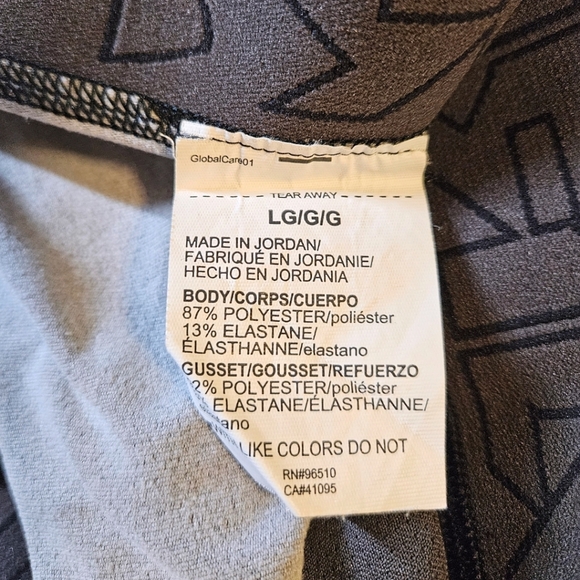 GlobalCare01
TEAR AWAY
LG/G/G
MADE IN JORDAN/
FABRIQUÉ EN JORDANIE/
HECHO EN JORDANIA
BODY/CORPS/CUERPO
87% POLYESTER/poliéster
13% ELASTANE/
ÉLASTHANNE/elastano
GUSSET/GOUSSET/REFUERZO
2% POLYESTER/poliéster
ELASTANE/ÉLASTHANNE/
ano
LIKE COLORS DO NOT
RN#96510
CA#41095